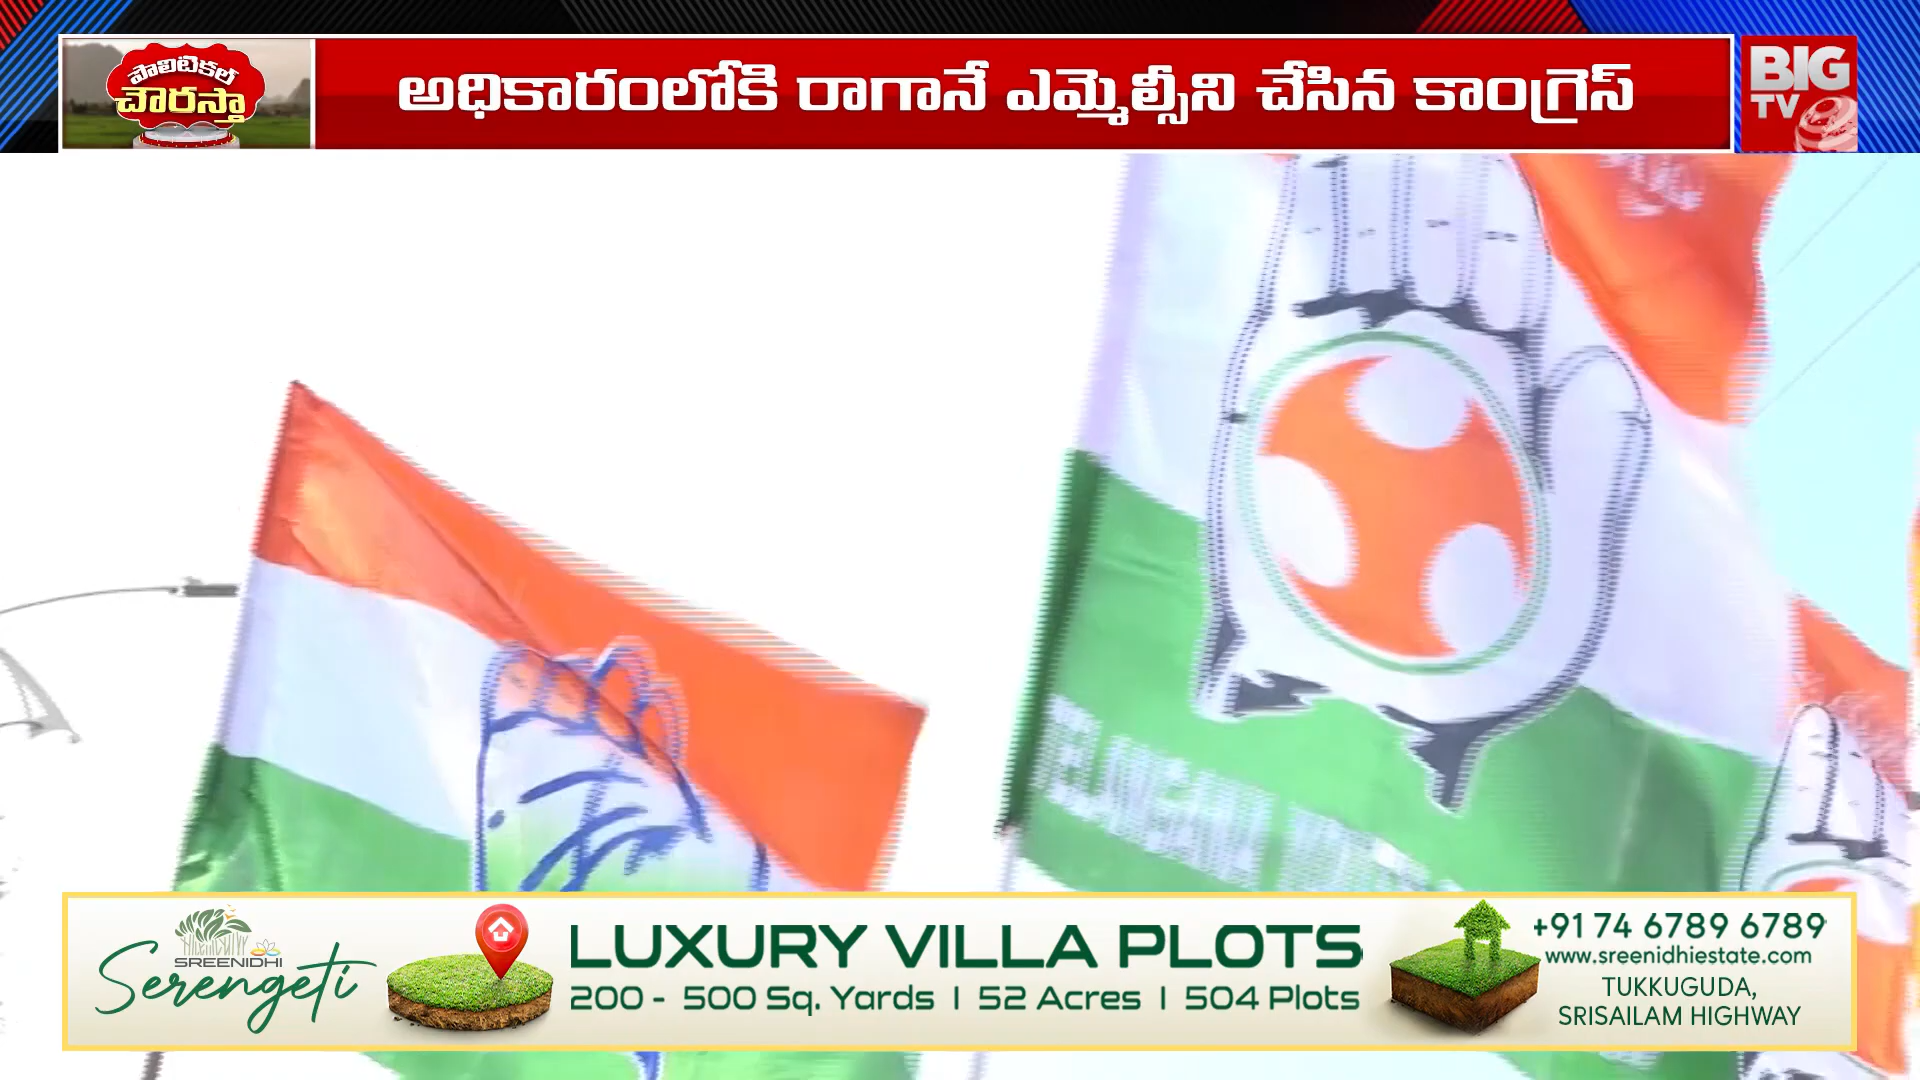 పొలిటికల్
చౌరస్తా
అధికారంలోకి రాగానే ఎమ్మెల్సీని చేసిన కాంగ్రెస్
BIG
TV
SREENIDHI
Serengeti
LUXURY VILLA PLOTS
200 - 500 Sq. Yards | 52 Acres | 504 Plots
+91 74 6789 6789
www.sreenidhiestate.com
TUKKUGUDA,
SRISAILAM HIGHWAY